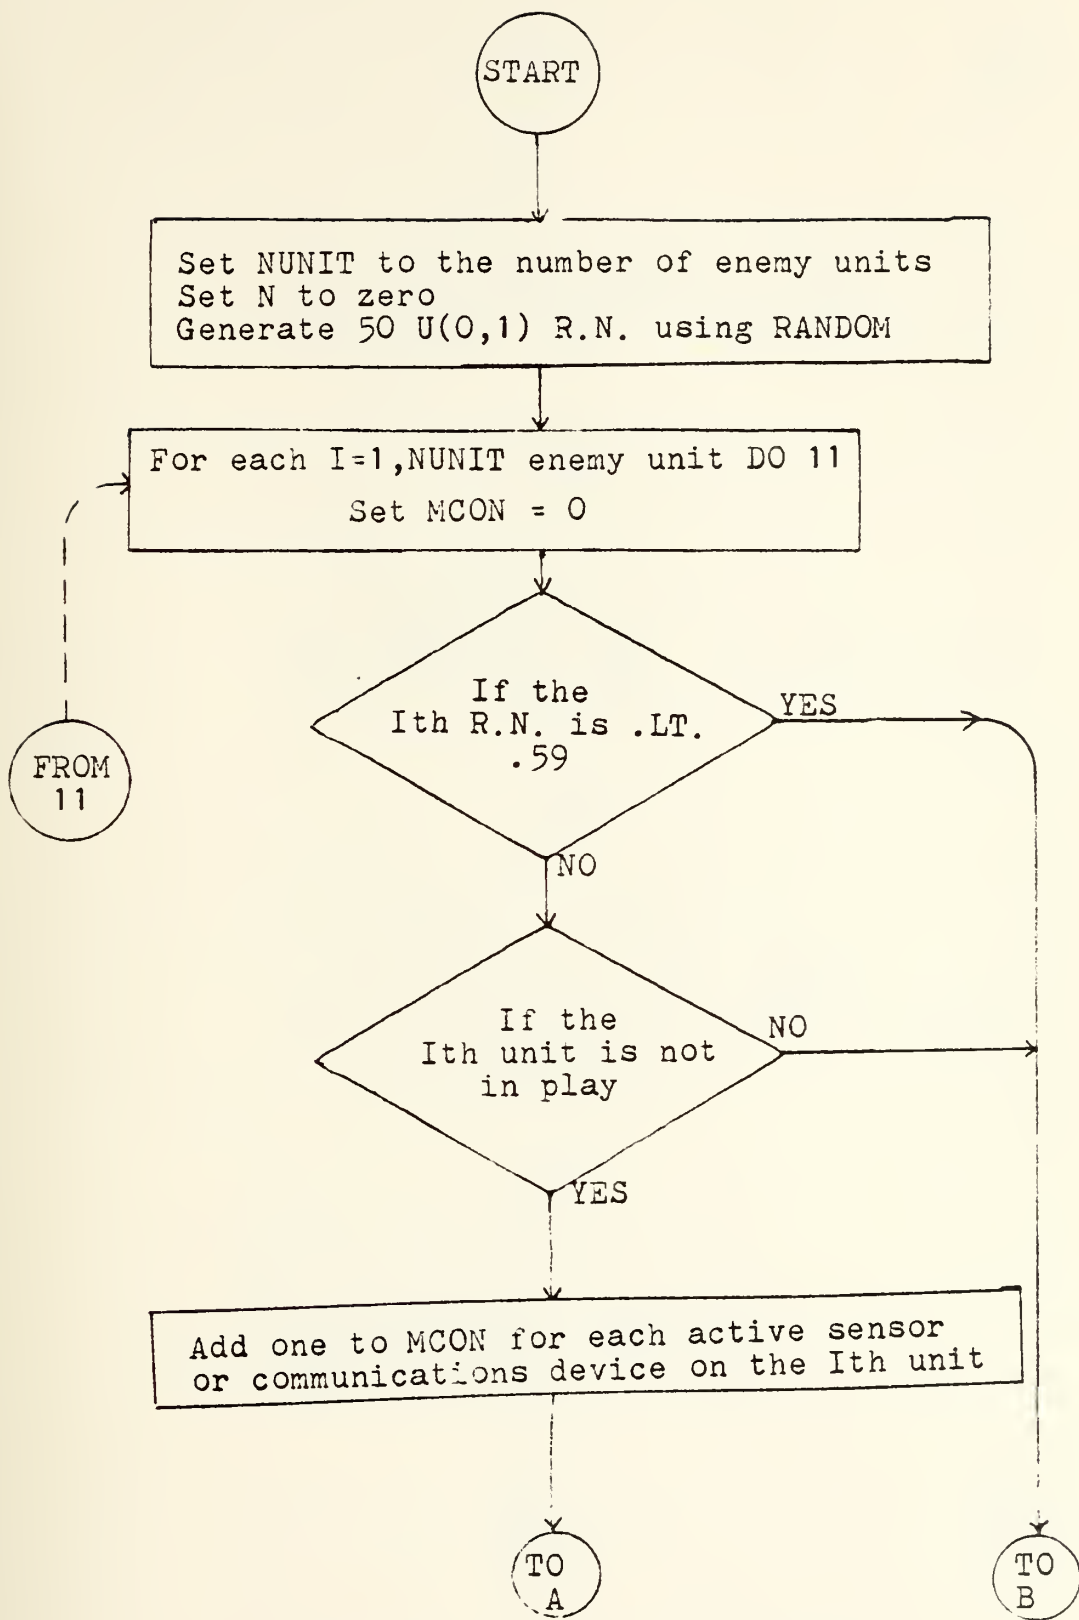 START
Set NUNIT to the number of enemy units
Set N to zero
Generate 50 U(0,1) R.N. using RANDOM
For each I=1,NUNIT enemy unit DO 11
Set MCON = 0
If the
Ith R.N. is .LT.
.59
YES
FROM
11
NO
If the
Ith unit is not
in play
NO
YES
Add one to MCON for each active sensor
or communications device on the Ith unit
TO
A
TO
B